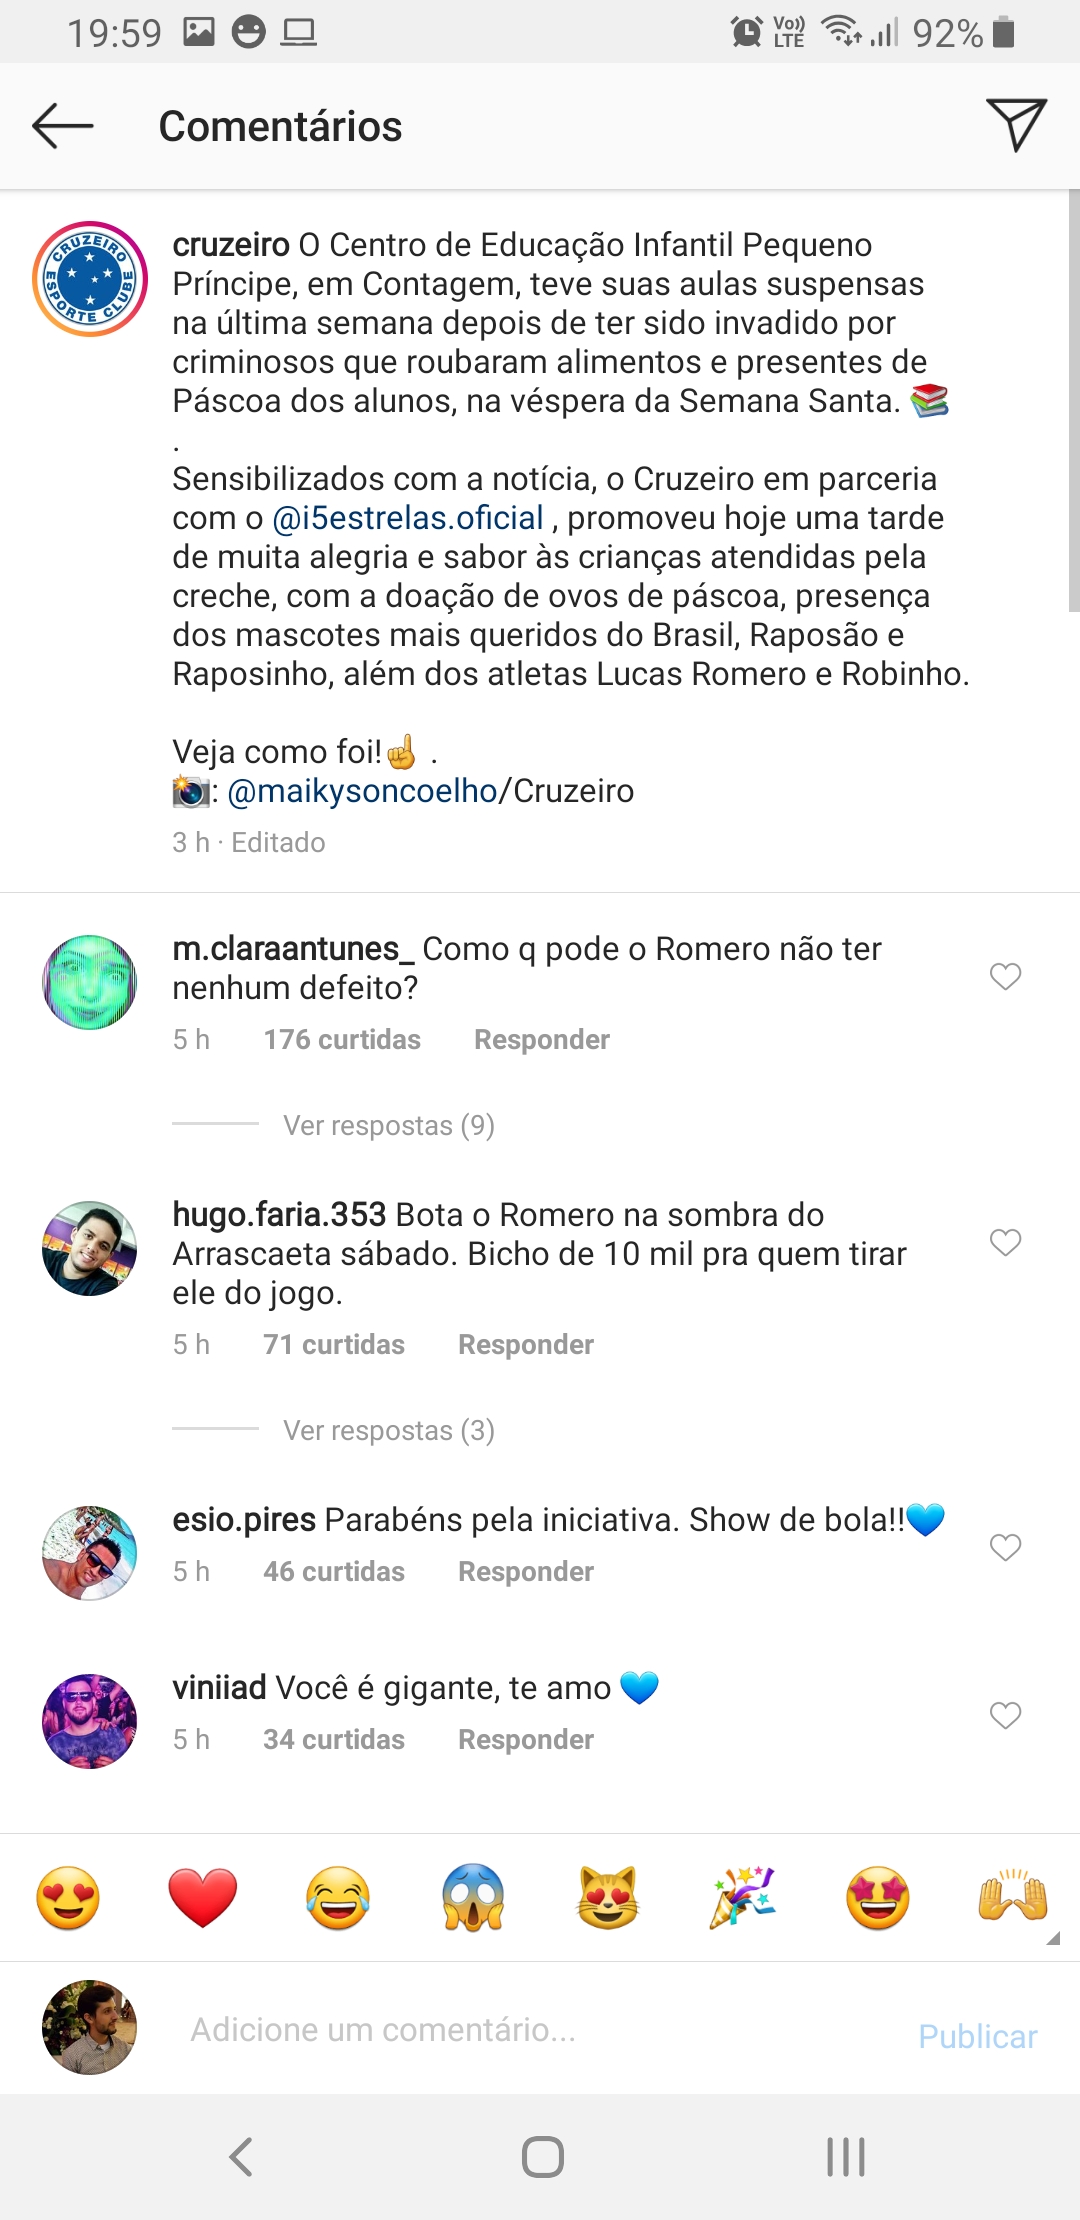 19:59 Vo)) LTE 92%
Comentários
CRUZEIRO ESPORTE CLUBE
cruzeiro O Centro de Educação Infantil Pequeno
Príncipe, em Contagem, teve suas aulas suspensas
na última semana depois de ter sido invadido por
criminosos que roubaram alimentos e presentes de
Páscoa dos alunos, na véspera da Semana Santa. 📚
.
Sensibilizados com a notícia, o Cruzeiro em parceria
com o @i5estrelas.oficial , promoveu hoje uma tarde
de muita alegria e sabor às crianças atendidas pela
creche, com a doação de ovos de páscoa, presença
dos mascotes mais queridos do Brasil, Raposão e
Raposinho, além dos atletas Lucas Romero e Robinho.
Veja como foi!☝️ .
📸: @maikysoncoelho/Cruzeiro
3 h · Editado
m.claraantunes_ Como q pode o Romero não ter
nenhum defeito?
5 h 176 curtidas Responder
Ver respostas (9)
hugo.faria.353 Bota o Romero na sombra do
Arrascaeta sábado. Bicho de 10 mil pra quem tirar
ele do jogo.
5 h 71 curtidas Responder
Ver respostas (3)
esio.pires Parabéns pela iniciativa. Show de bola!!💙
5 h 46 curtidas Responder
viniiad Você é gigante, te amo 💙
5 h 34 curtidas Responder
Adicione um comentário...
Publicar